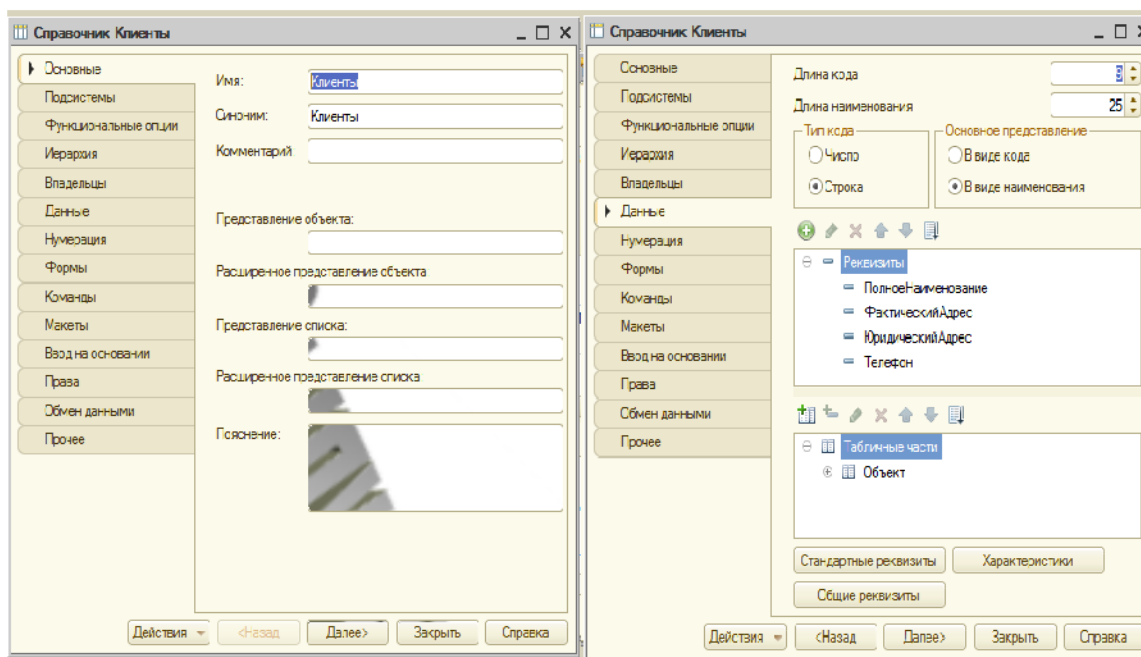 Справочник Клиенты
Основные
Подсистемы
Функциональные опции
Иерархия
Владельцы
Данные
Нумерация
Формы
Команды
Макеты
Ввод на основании
Права
Обмен данными
Прочее
Имя:
Клиенты
Синоним:
Клиенты
Комментарий:
Представление объекта:
Расширенное представление объекта
Представление списка:
Расширенное представление списка
Пояснение:
Действия
<Назад
Далее>
Закрыть
Справка
Справочник Клиенты
Основные
Подсистемы
Функциональные опции
Иерархия
Владельцы
Данные
Нумерация
Формы
Команды
Макеты
Ввод на основании
Права
Обмен данными
Прочее
Длина кода
9
Длина наименования
25
Тип кода
Число
Строка
Основное представление
В виде кода
В виде наименования
Реквизиты
ПолноеНаименование
ФактическийАдрес
ЮридическийАдрес
Телефон
Табличные части
Объект
Стандартные реквизиты
Характеристики
Общие реквизиты
Действия
<Назад
Далее>
Закрыть
Справка